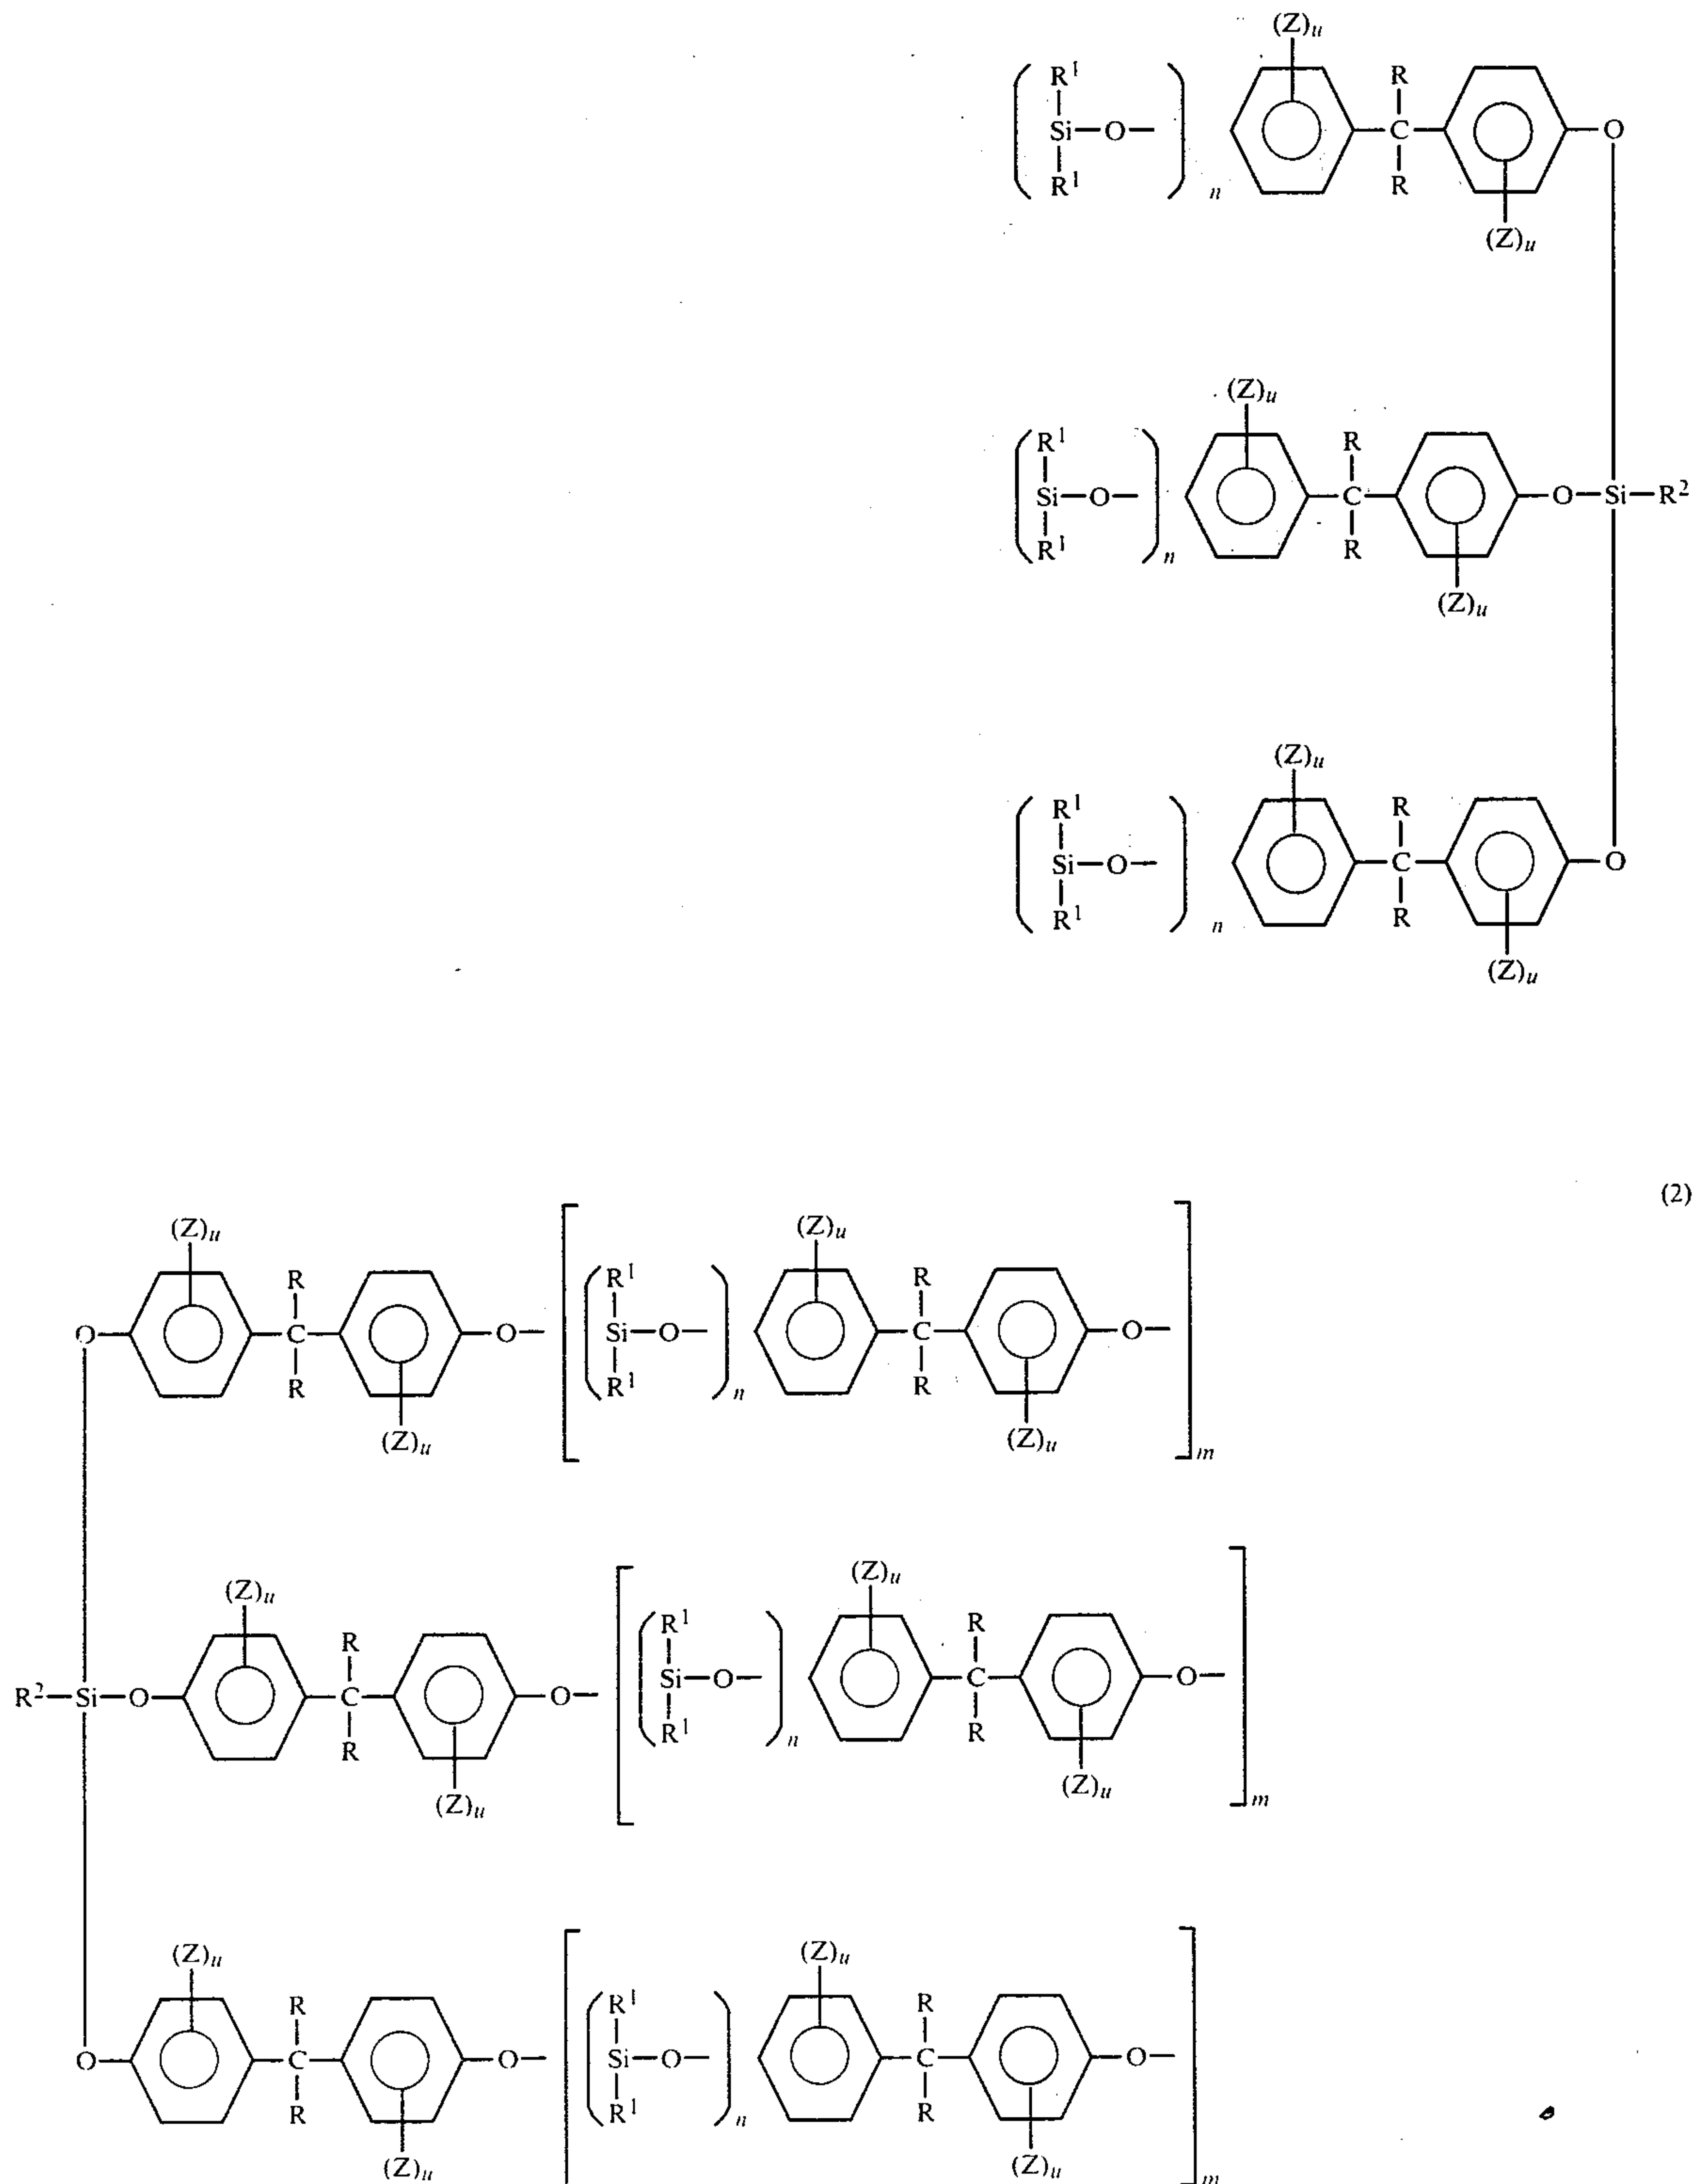 (Z)u
R¹ R R
Si—O— C O
R¹ n R R
(Z)u
(Z)u
R¹ R
Si—O— C O—Si—R²
R¹ n R
(Z)u
(Z)u
R¹ R
Si—O— C O
R¹ n R
(Z)u
(2)
(Z)u (Z)u
R R¹ R
O C O— Si—O— C O—
R R¹ n R
(Z)u (Z)u m
(Z)u (Z)u
R R¹ R
R²—Si—O C O— Si—O— C O—
R R¹ n R
(Z)u (Z)u m
(Z)u (Z)u
R R¹ R
O C O— Si—O— C O—
R R¹ n R
(Z)u (Z)u m